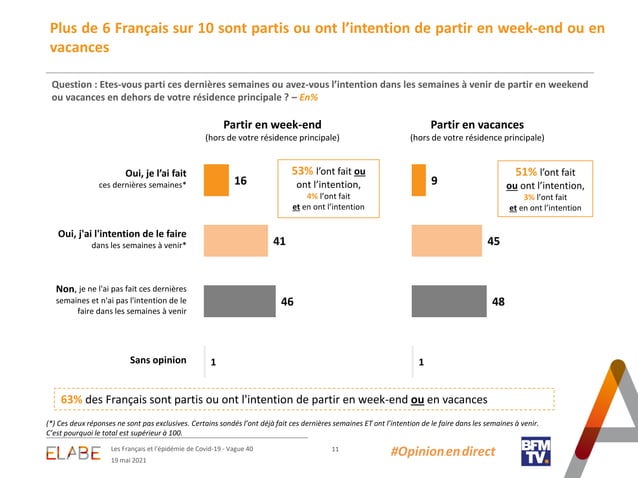 Plus de 6 Français sur 10 sont partis ou ont l’intention de partir en week-end ou en
vacances
Question : Etes-vous parti ces dernières semaines ou avez-vous l’intention dans les semaines à venir de partir en weekend
ou vacances en dehors de votre résidence principale ? – En%
Partir en week-end
(hors de votre résidence principale)
Partir en vacances
(hors de votre résidence principale)
Oui, je l’ai fait
ces dernières semaines*
16
53% l’ont fait ou
ont l’intention,
4% l’ont fait
et en ont l’intention
9
51% l’ont fait
ou ont l’intention,
3% l’ont fait
et en ont l’intention
Oui, j'ai l'intention de le faire
dans les semaines à venir*
41
45
Non, je ne l'ai pas fait ces dernières
semaines et n'ai pas l'intention de le
faire dans les semaines à venir
46
48
Sans opinion
1
1
63% des Français sont partis ou ont l’intention de partir en week-end ou en vacances
(*) Ces deux réponses ne sont pas exclusives. Certains sondés l’ont déjà fait ces dernières semaines ET ont l’intention de le faire dans les semaines à venir.
C’est pourquoi le total est supérieur à 100.
ELABE
Les Français et l’épidémie de Covid-19 - Vague 40
19 mai 2021
11
#Opinionendirect
BFM
TV.